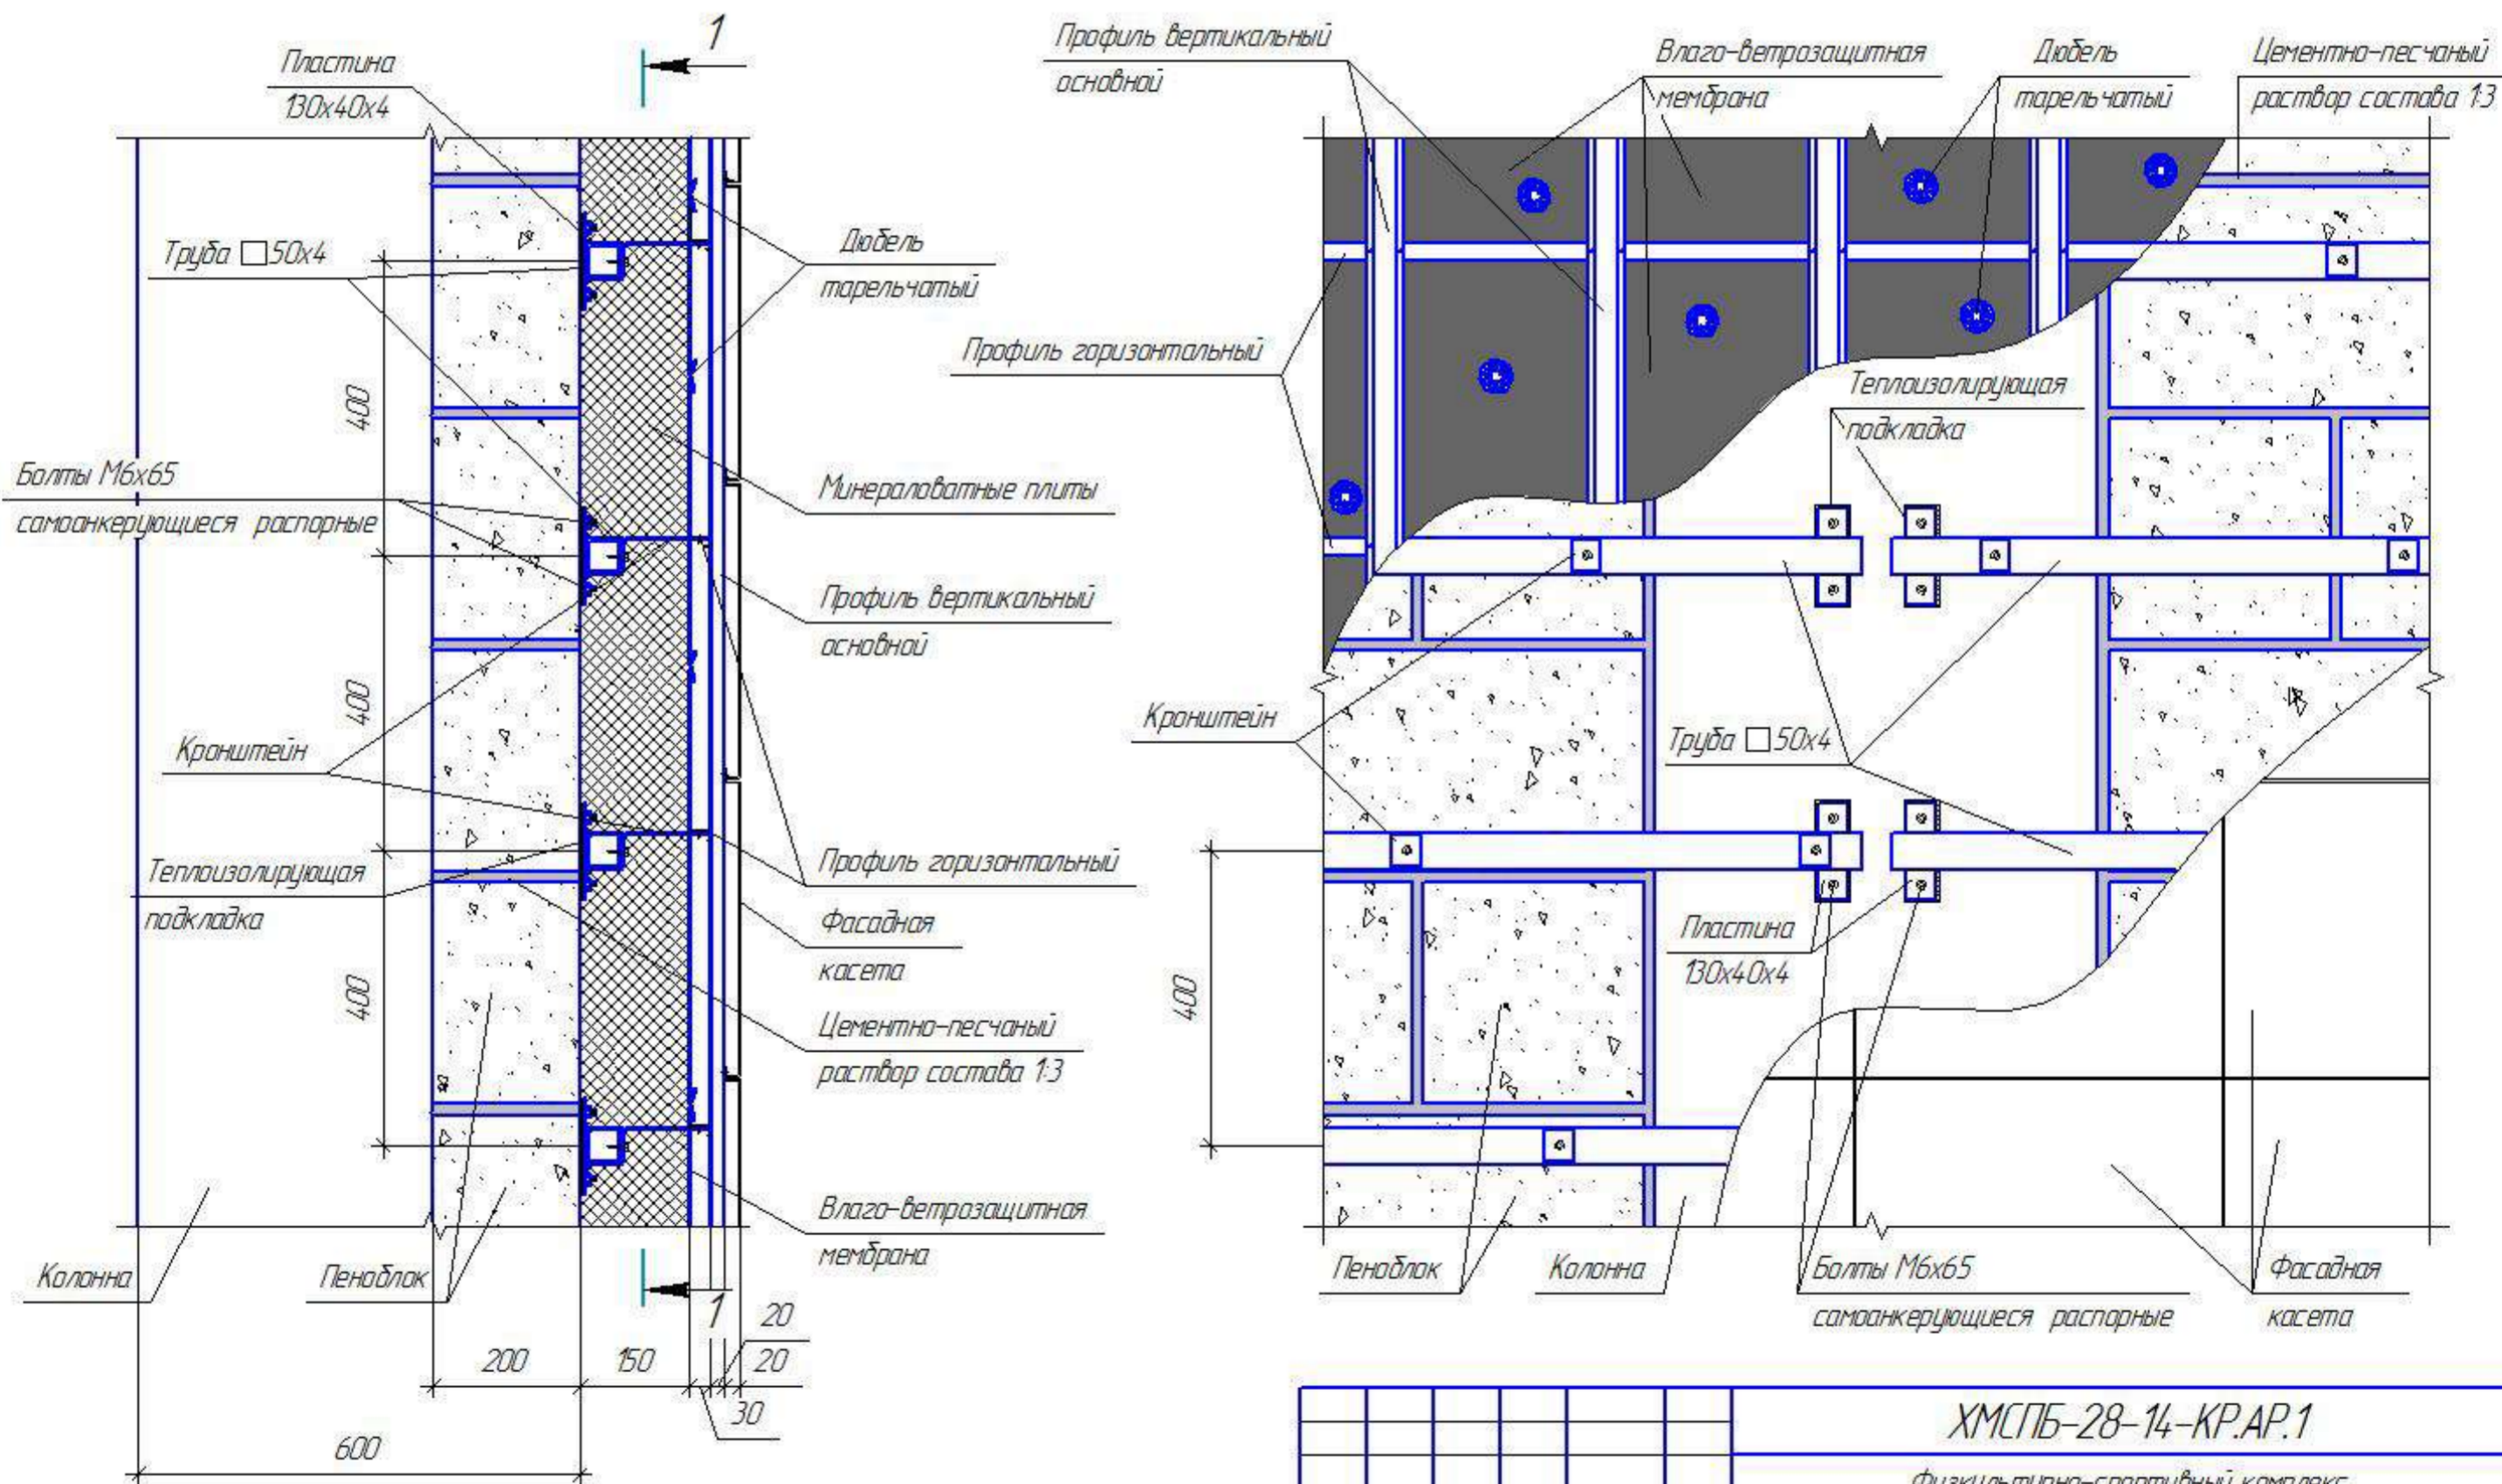 1
Пластина
130х40х4
Труба □50х4
Дюбель
тарельчатый
400
Болты М6х65
самоанкерующиеся распорные
Минераловатные плиты
Профиль вертикальный
основной
400
Кронштейн
Теплоизолирующая
подкладка
Профиль горизонтальный
Фасадная
касета
400
Цементно-песчаный
раствор состава 1:3
Влаго-ветрозащитная
мембрана
Колонна
Пеноблок
1
20
200
150
20
30
600
Профиль вертикальный
основной
Влаго-ветрозащитная
мембрана
Дюбель
тарельчатый
Цементно-песчаный
раствор состава 1:3
Профиль горизонтальный
Теплоизолирующая
подкладка
Кронштейн
Труба □50х4
Пластина
130х40х4
400
Пеноблок
Колонна
Болты М6х65
самоанкерующиеся распорные
Фасадная
касета
ХМСПБ-28-14-КР.АР.1
Физкультурно-спортивный комплекс